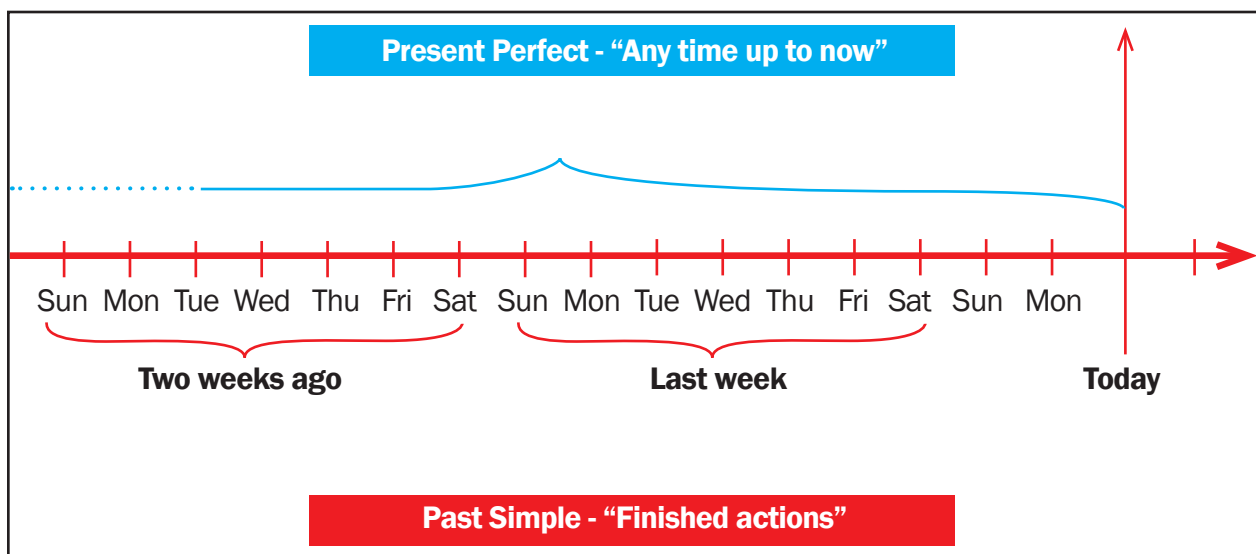 Present Perfect - “Any time up to now”
Sun Mon Tue Wed Thu Fri Sat Sun Mon Tue Wed Thu Fri Sat Sun Mon
Two weeks ago Last week Today
Past Simple - “Finished actions”